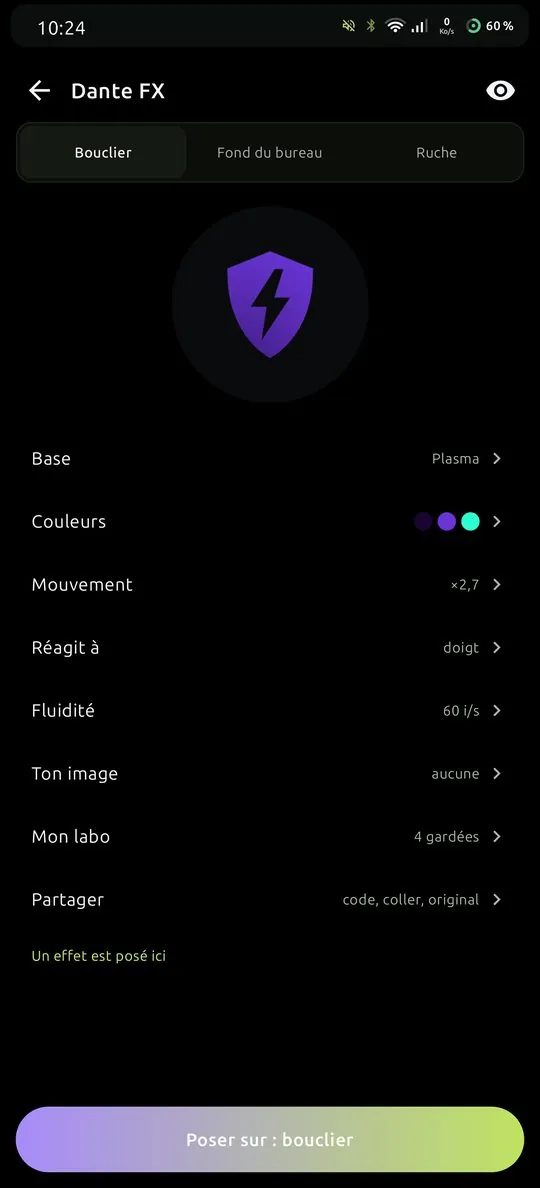 10:24
0
Ko/s
60 %
Dante FX
Bouclier
Fond du bureau
Ruche
Base
Plasma
Couleurs
Mouvement
×2,7
Réagit à
doigt
Fluidité
60 i/s
Ton image
aucune
Mon labo
4 gardées
Partager
code, coller, original
Un effet est posé ici
Poser sur : bouclier